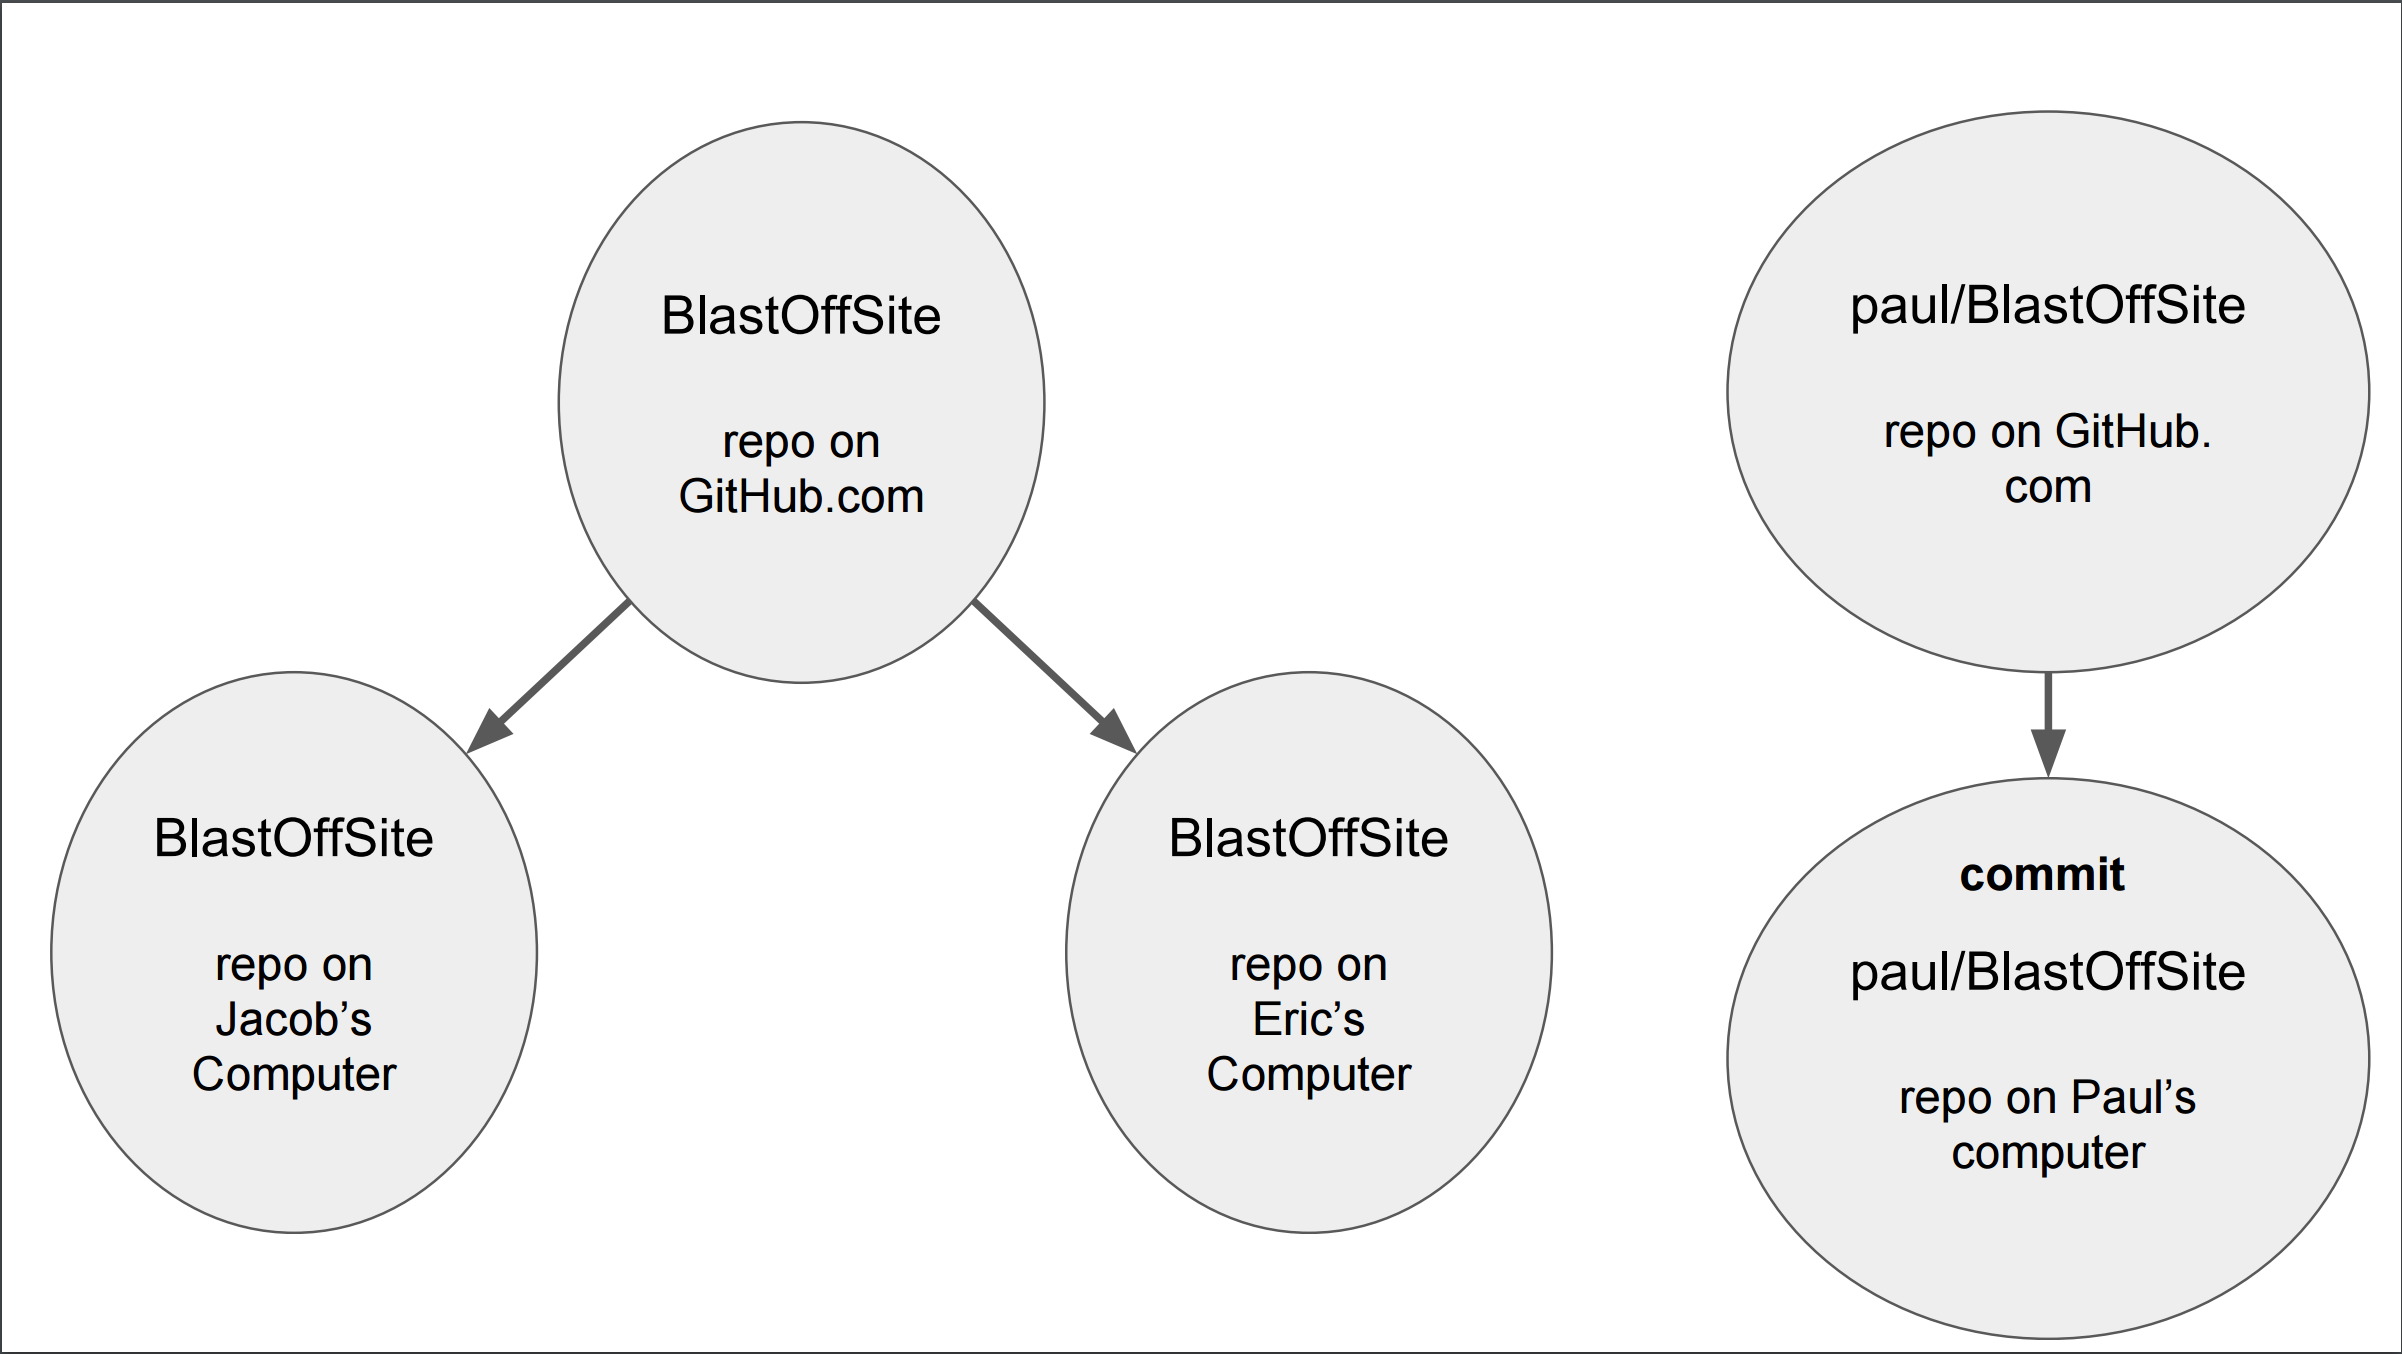 BlastOffSite
repo on
GitHub.com
paul/BlastOffSite
repo on GitHub.
com
BlastOffSite
repo on
Jacob’s
Computer
BlastOffSite
repo on
Eric’s
Computer
commit
paul/BlastOffSite
repo on Paul’s
computer